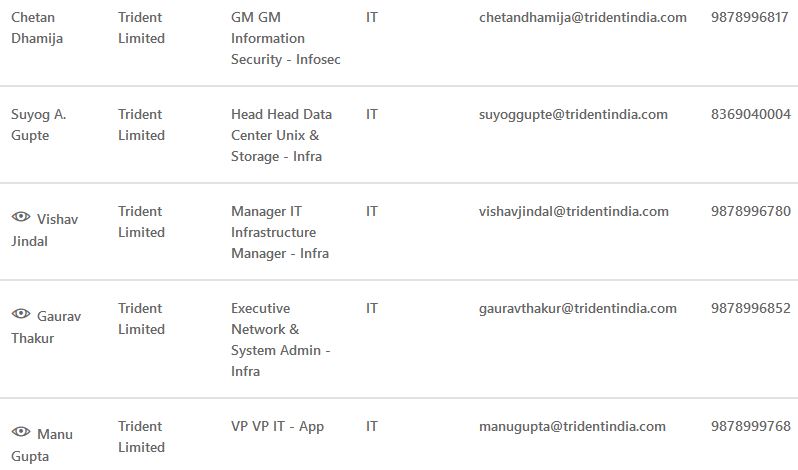 Chetan Dhamija Trident Limited GM GM Information Security - Infosec IT chetandhamija@tridentindia.com 9878996817
Suyog A. Gupte Trident Limited Head Head Data Center Unix & Storage - Infra IT suyoggupte@tridentindia.com 8369040004
Vishav Jindal Trident Limited Manager IT Infrastructure Manager - Infra IT vishavjindal@tridentindia.com 9878996780
Gaurav Thakur Trident Limited Executive Network & System Admin - Infra IT gauravthakur@tridentindia.com 9878996852
Manu Gupta Trident Limited VP VP IT - App IT manugupta@tridentindia.com 9878999768